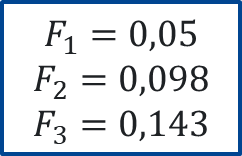 F₁ = 0,05
F₂ = 0,098
F₃ = 0,143